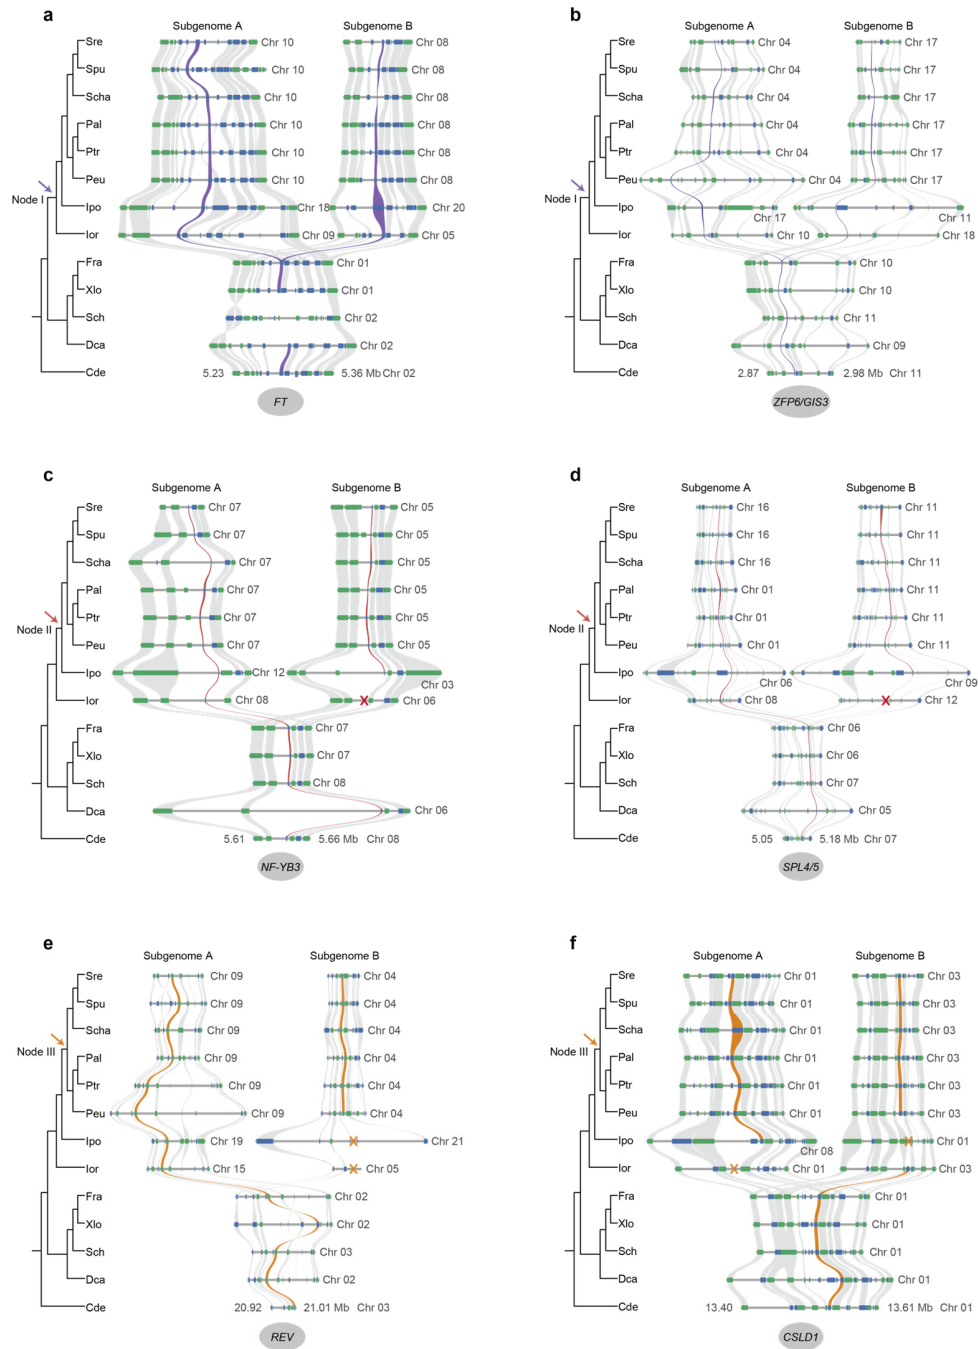 a
Subgenome A Subgenome B
Sre Chr 10 Chr 08
Spu Chr 10 Chr 08
Scha Chr 10 Chr 08
Pal Chr 10 Chr 08
Ptr Chr 10 Chr 08
Peu Chr 10 Chr 08
Node I
Ipo Chr 18 Chr 20
Ior Chr 09 Chr 05
Fra Chr 01
Xlo Chr 01
Sch Chr 02
Dca Chr 02
Cde 5.23 5.36 Mb Chr 02
FT
b
Subgenome A Subgenome B
Sre Chr 04 Chr 17
Spu Chr 04 Chr 17
Scha Chr 04 Chr 17
Pal Chr 04 Chr 17
Ptr Chr 04 Chr 17
Peu Chr 04 Chr 17
Node I
Ipo Chr 17 Chr 11
Ior Chr 10 Chr 18
Fra Chr 10
Xlo Chr 10
Sch Chr 11
Dca Chr 09
Cde 2.87 2.98 Mb Chr 11
ZFP6/GIS3
c
Subgenome A Subgenome B
Sre Chr 07 Chr 05
Spu Chr 07 Chr 05
Scha Chr 07 Chr 05
Pal Chr 07 Chr 05
Ptr Chr 07 Chr 05
Node II
Peu Chr 07 Chr 05
Ipo Chr 12 Chr 03
Ior Chr 08 Chr 06
Fra Chr 07
Xlo Chr 07
Sch Chr 08
Dca Chr 06
Cde 5.61 5.66 Mb Chr 08
NF-YB3
d
Subgenome A Subgenome B
Sre Chr 16 Chr 11
Spu Chr 16 Chr 11
Scha Chr 16 Chr 11
Pal Chr 01 Chr 11
Ptr Chr 01 Chr 11
Node II
Peu Chr 01 Chr 11
Ipo Chr 06 Chr 09
Ior Chr 08 Chr 12
Fra Chr 06
Xlo Chr 06
Sch Chr 07
Dca Chr 05
Cde 5.05 5.18 Mb Chr 07
SPL4/5
e
Subgenome A Subgenome B
Sre Chr 09 Chr 04
Spu Chr 09 Chr 04
Scha Chr 09 Chr 04
Node III
Pal Chr 09 Chr 04
Ptr Chr 09 Chr 04
Peu Chr 09 Chr 04
Ipo Chr 19 Chr 21
Ior Chr 15 Chr 05
Fra Chr 02
Xlo Chr 02
Sch Chr 03
Dca Chr 02
Cde 20.92 21.01 Mb Chr 03
REV
f
Subgenome A Subgenome B
Sre Chr 01 Chr 03
Spu Chr 01 Chr 03
Scha Chr 01 Chr 03
Node III
Pal Chr 01 Chr 03
Ptr Chr 01 Chr 03
Peu Chr 01 Chr 03
Ipo Chr 08 Chr 01
Ior Chr 01 Chr 03
Fra Chr 01
Xlo Chr 01
Sch Chr 01
Dca Chr 01
Cde 13.40 13.61 Mb Chr 01
CSLD1